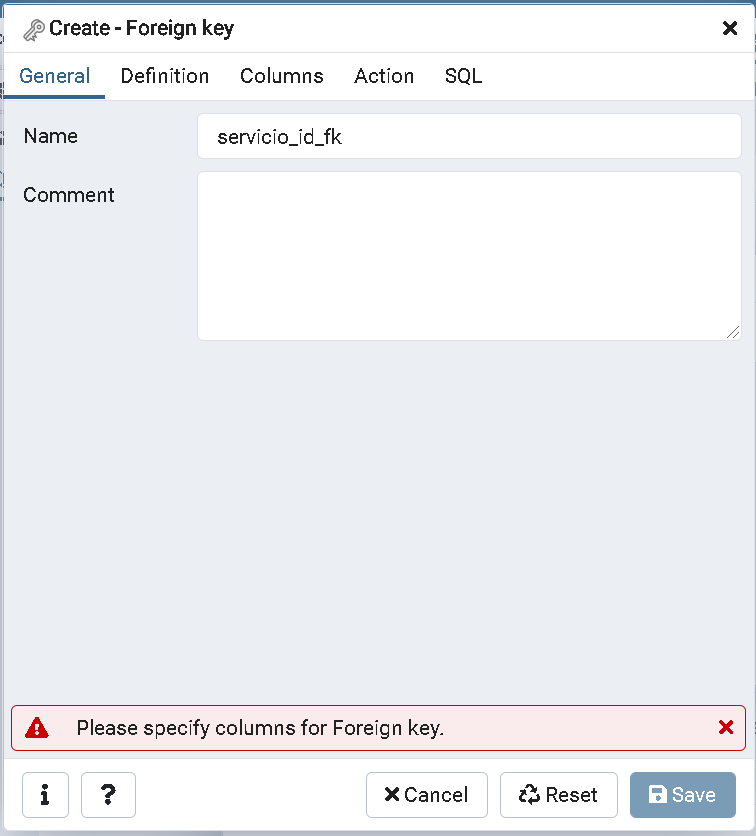 Create - Foreign key
General Definition Columns Action SQL
Name servicio_id_fk
Comment
Please specify columns for Foreign key.
Cancel Reset Save